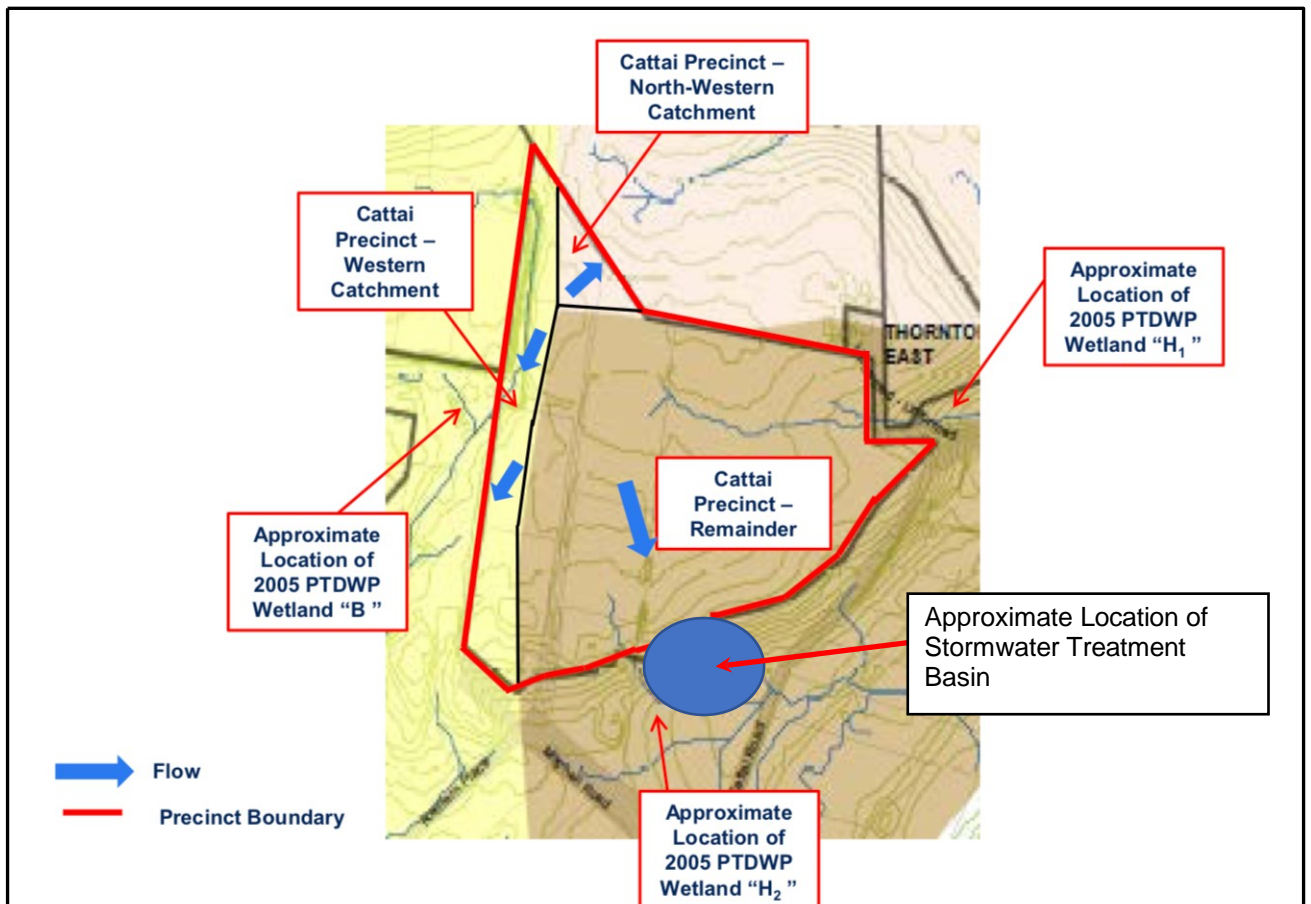 Cattai Precinct –
North-Western
Catchment
Cattai
Precinct –
Western
Catchment
Approximate
Location of
2005 PTDWP
Wetland “H₁ ”
THORNTO
EAST
Cattai
Precinct –
Remainder
Approximate
Location of
2005 PTDWP
Wetland “B ”
Approximate Location of
Stormwater Treatment
Basin
Flow
Precinct Boundary
Approximate
Location of
2005 PTDWP
Wetland “H₂ ”